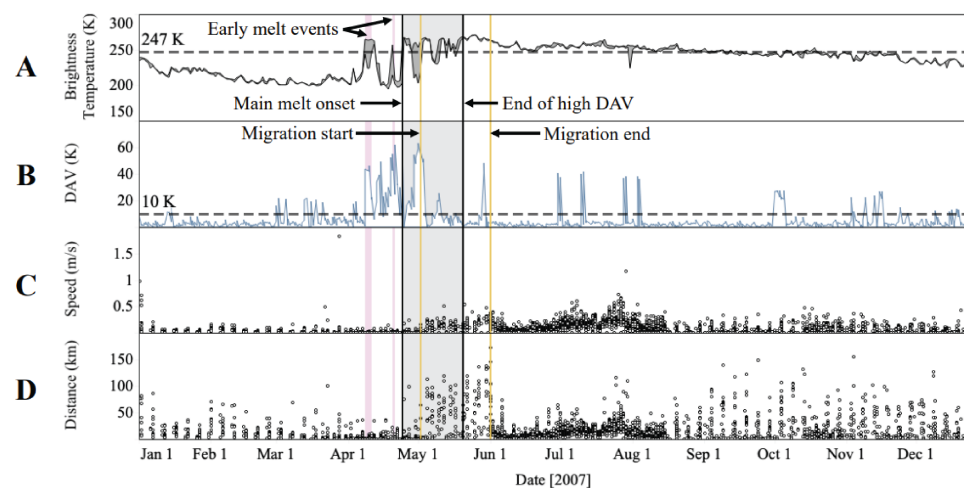 A
Brightness
Temperature (K)
300
250
200
150
247 K
Early melt events
Main melt onset
End of high DAV
B
DAV (K)
60
40
20
10 K
Migration start
Migration end
C
Speed (m/s)
1.5
1
0.5
D
Distance (km)
150
100
50
Jan 1 Feb 1 Mar 1 Apr 1 May 1 Jun 1 Jul 1 Aug 1 Sep 1 Oct 1 Nov 1 Dec 1
Date [2007]